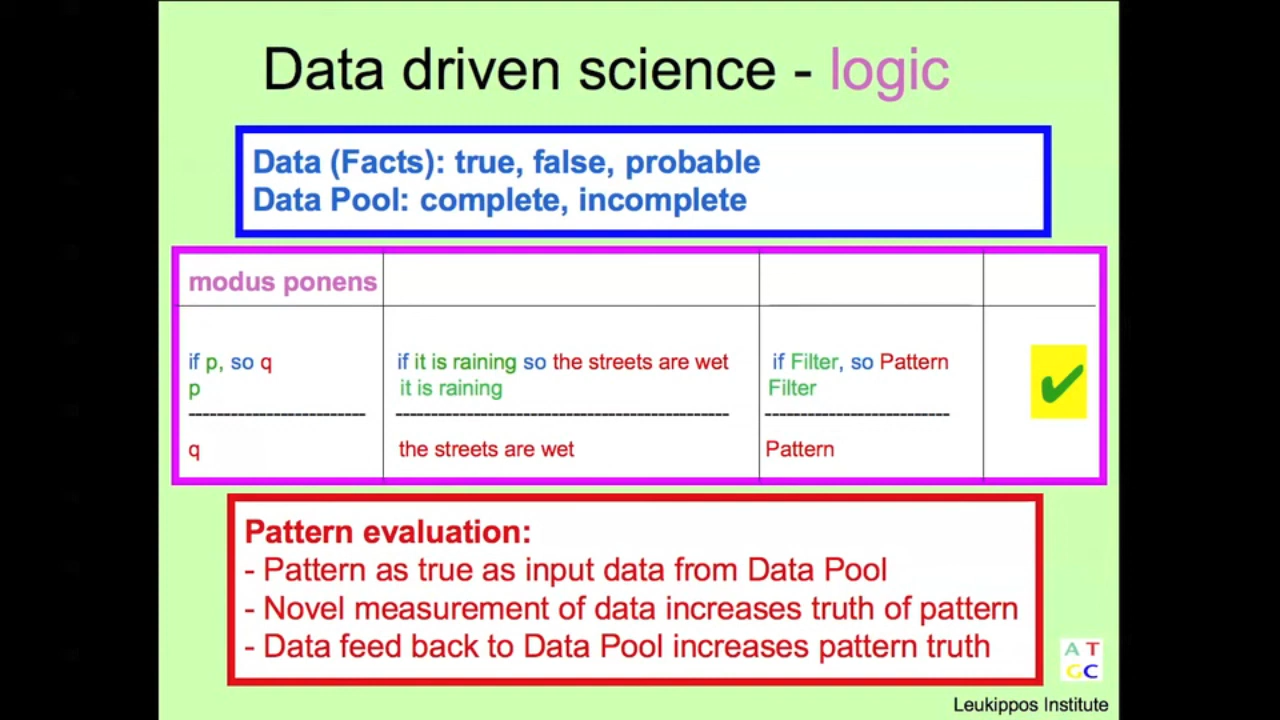 Data driven science - logic
Data (Facts): true, false, probable
Data Pool: complete, incomplete
modus ponens
if p, so q
p
-------------------------
q
if it is raining so the streets are wet
it is raining
-----------------------------------------------
the streets are wet
if Filter, so Pattern
Filter
--------------------------
Pattern
Pattern evaluation:
- Pattern as true as input data from Data Pool
- Novel measurement of data increases truth of pattern
- Data feed back to Data Pool increases pattern truth
A T
G C
Leukippos Institute